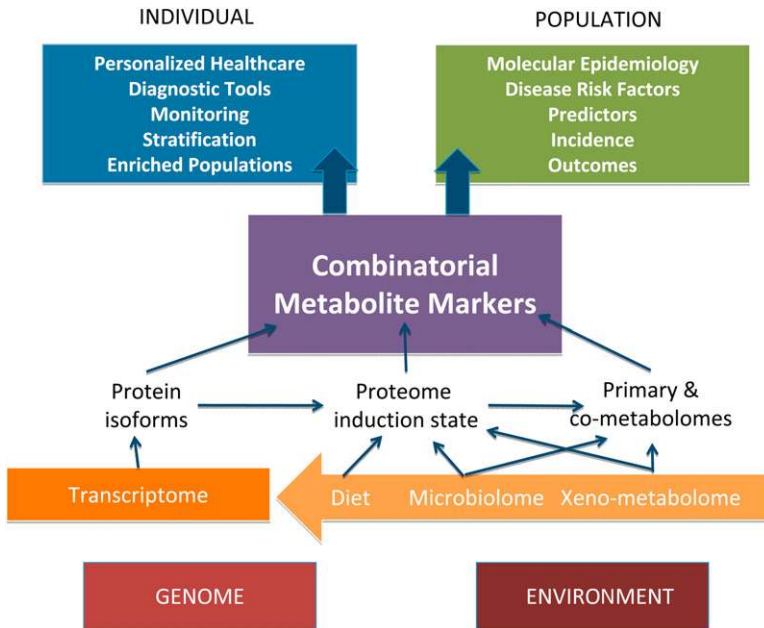 INDIVIDUAL
Personalized Healthcare
Diagnostic Tools
Monitoring
Stratification
Enriched Populations
POPULATION
Molecular Epidemiology
Disease Risk Factors
Predictors
Incidence
Outcomes
Combinatorial
Metabolite Markers
Protein
isoforms
Proteome
induction state
Primary &
co-metabolomes
Transcriptome
Diet
Microbiolome
Xeno-metabolome
GENOME
ENVIRONMENT